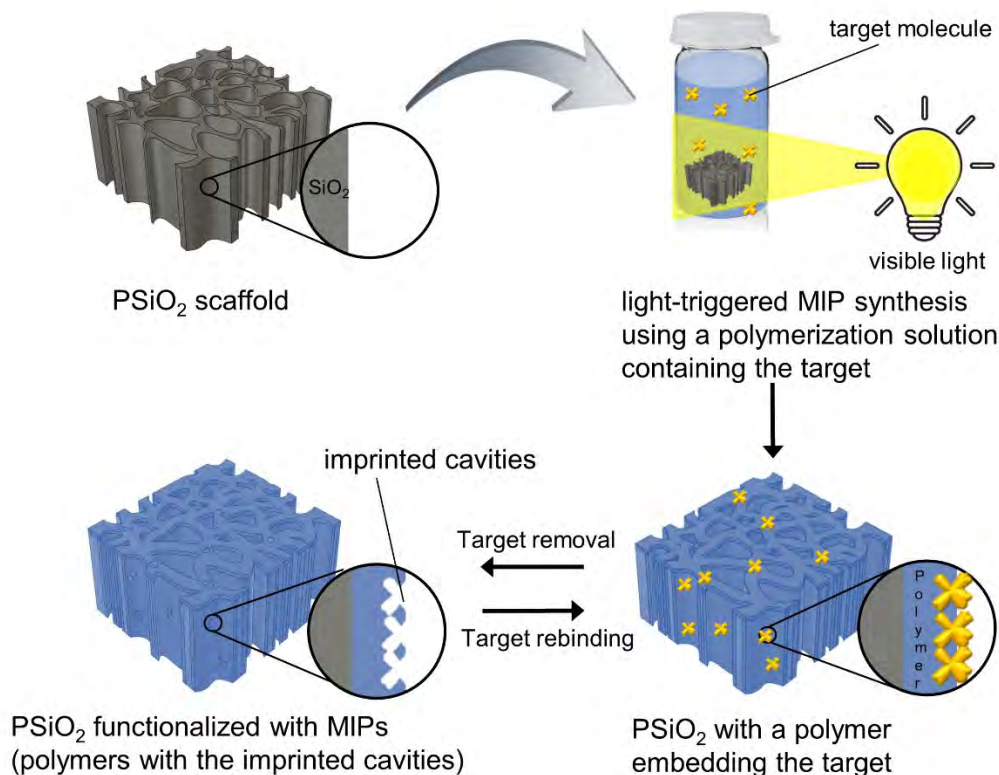 target molecule
SiO₂
visible light
PSiO₂ scaffold
light-triggered MIP synthesis
using a polymerization solution
containing the target
imprinted cavities
Target removal
Target rebinding
Polymer
PSiO₂ functionalized with MIPs
(polymers with the imprinted cavities)
PSiO₂ with a polymer
embedding the target